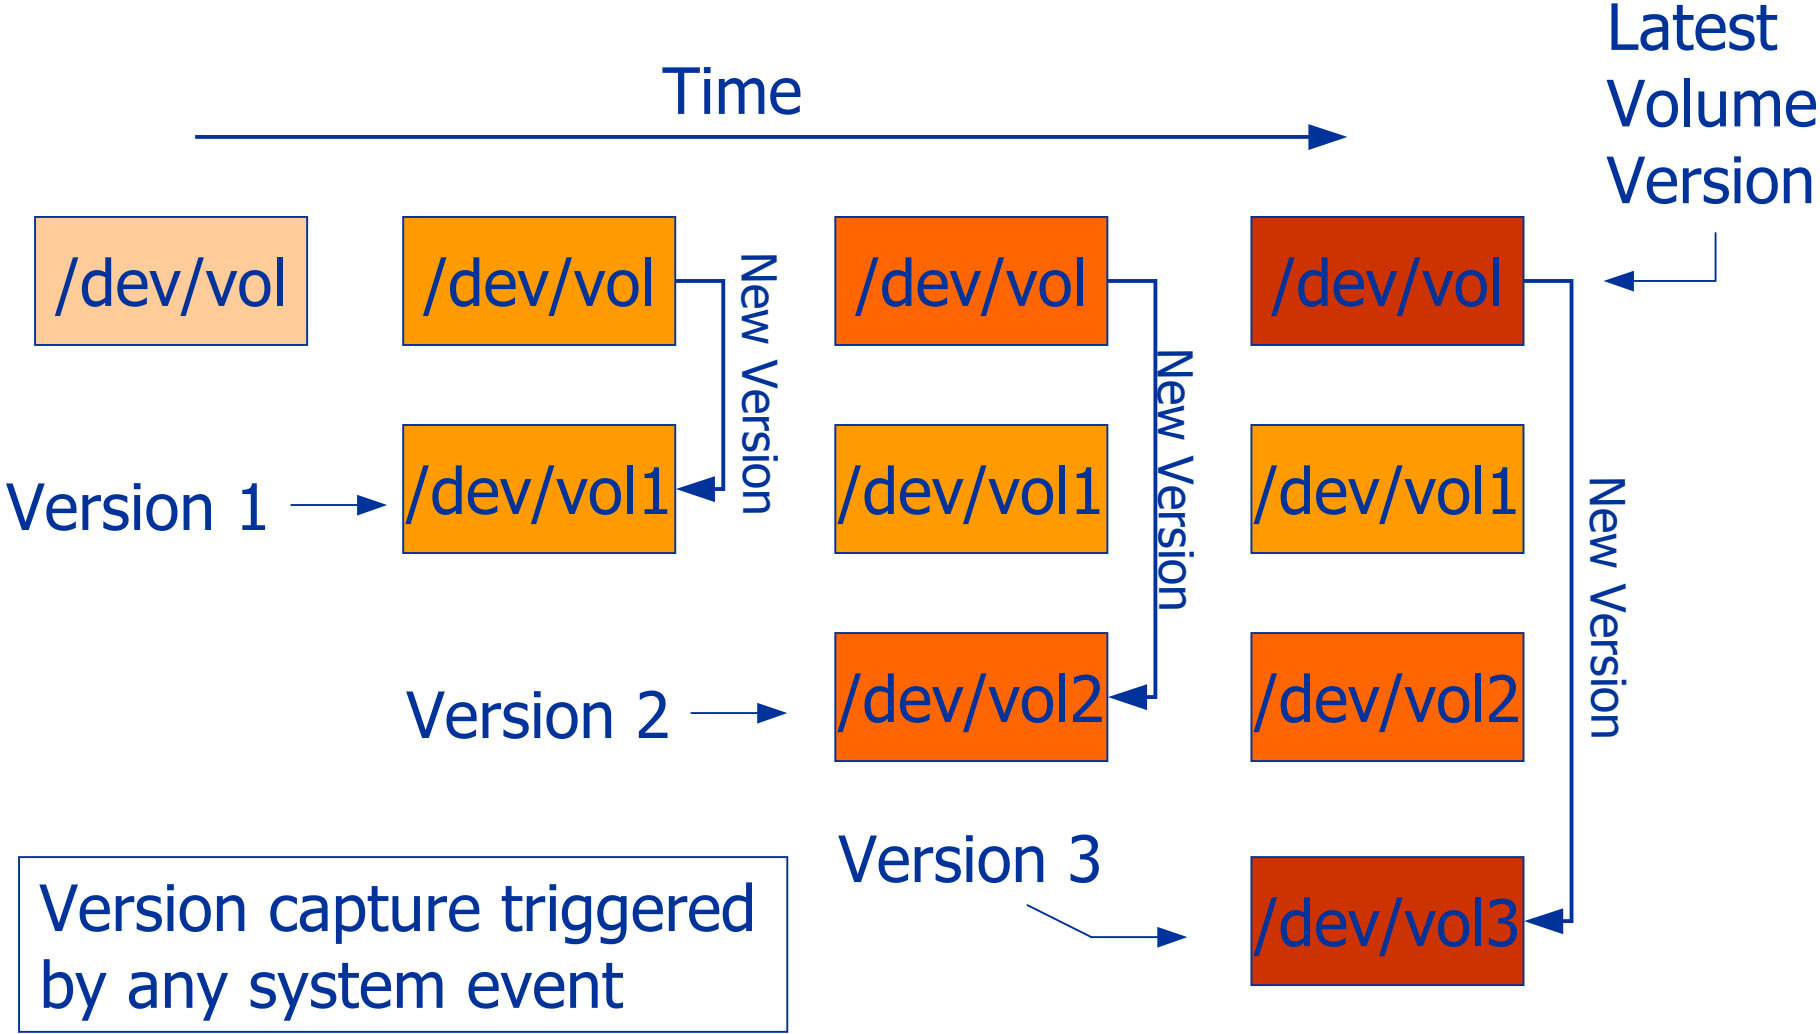 Latest
Volume
Version
Time
/dev/vol
/dev/vol
/dev/vol
/dev/vol
New Version
New Version
New Version
Version 1
/dev/vol1
/dev/vol1
/dev/vol1
Version 2
/dev/vol2
/dev/vol2
Version 3
/dev/vol3
Version capture triggered
by any system event